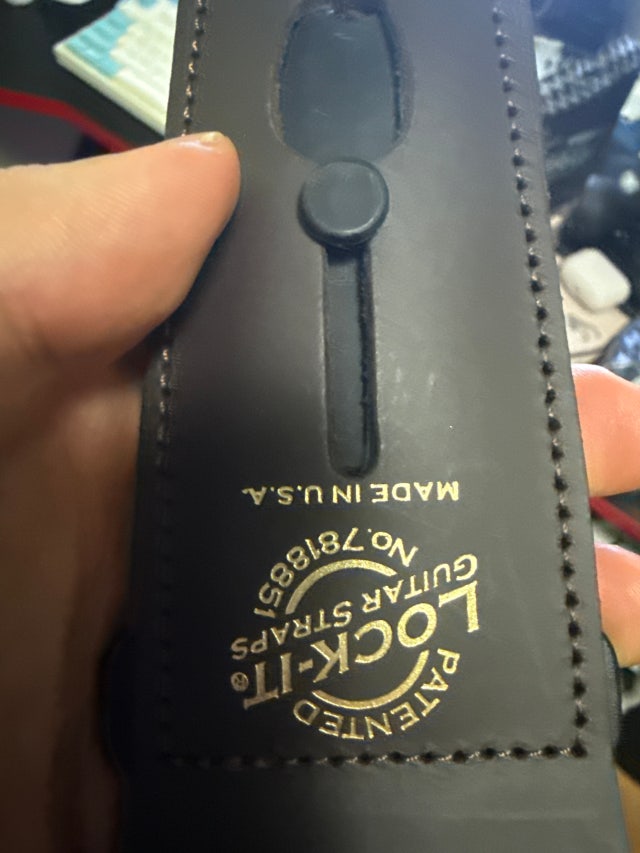 PATENTED
LOCK-IT®
GUITAR STRAPS
No.7818851
MADE IN U.S.A.